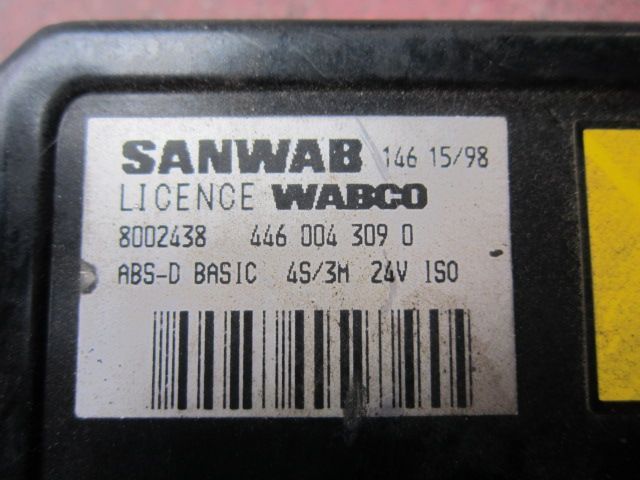 SANWAB 146 15/98
LICENCE WABCO
8002438 446 004 309 0
ABS-D BASIC 4S/3M 24V ISO